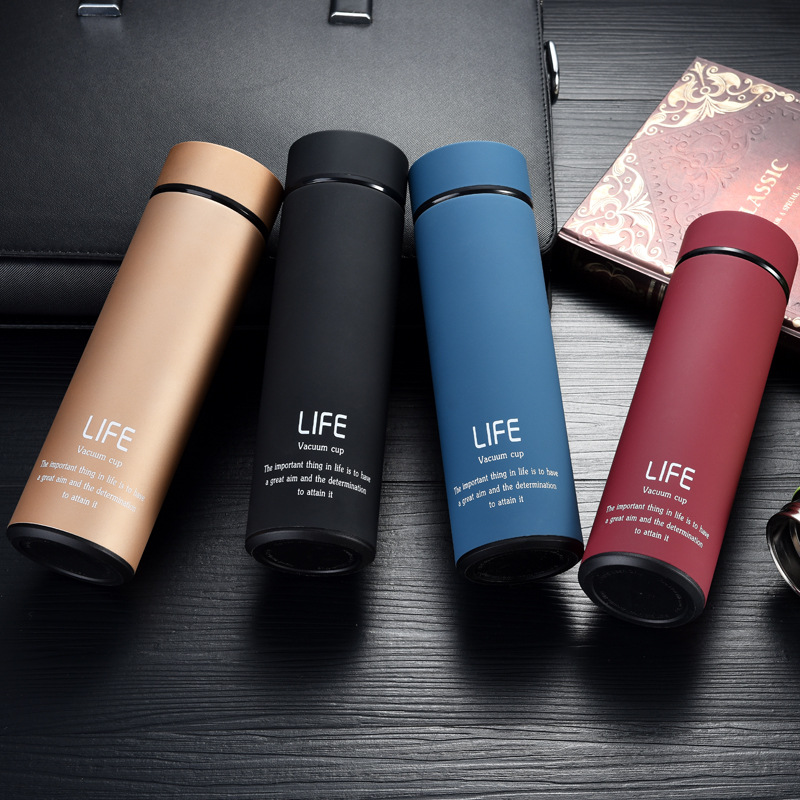 LIFE
Vacuum cup
The important thing in life is to have
a great aim and the determination
to attain it
LIFE
Vacuum cup
The important thing in life is to have
a great aim and the determination
to attain it
LIFE
Vacuum cup
The important thing in life is to have
a great aim and the determination
to attain it
LIFE
Vacuum cup
The important thing in life is to have
a great aim and the determination
to attain it
LASSIC